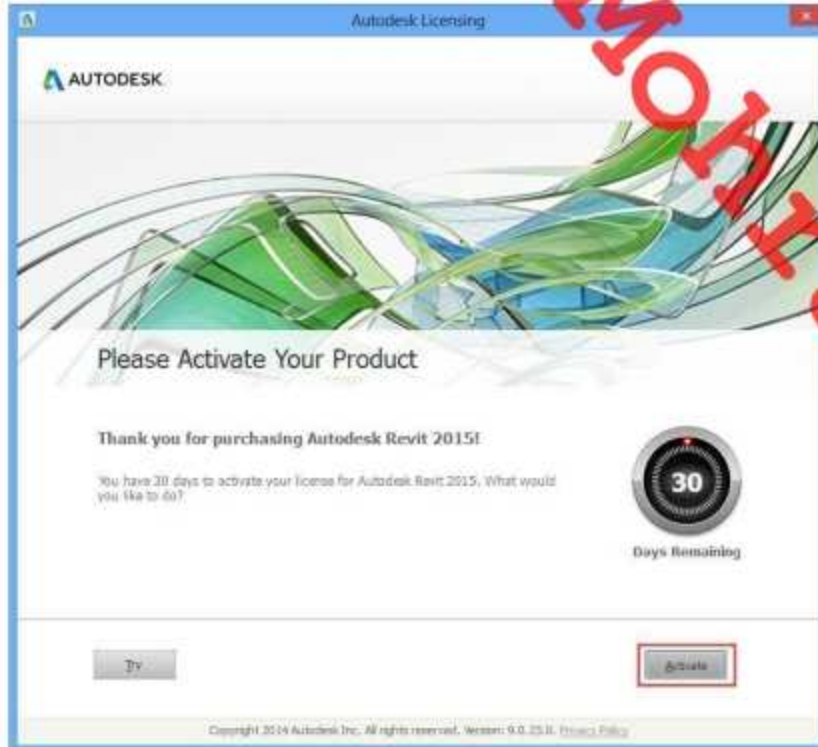 Autodesk Licensing
AUTODESK
Please Activate Your Product
Thank you for purchasing Autodesk Revit 2015!
You have 30 days to activate your license for Autodesk Revit 2015. What would
you like to do?
30
Days Remaining
Try
Activate
Copyright 2014 Autodesk Inc. All rights reserved. Version: 9.0.25.0. Privacy Policy